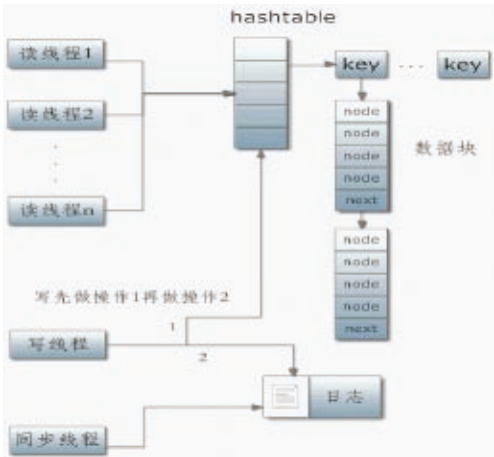 hashtable
读线程1
key
...
key
读线程2
node
node
node
node
next
数据块
读线程n
node
node
node
node
next
写先做操作1再做操作2
1
写线程
2
日志
同步线程